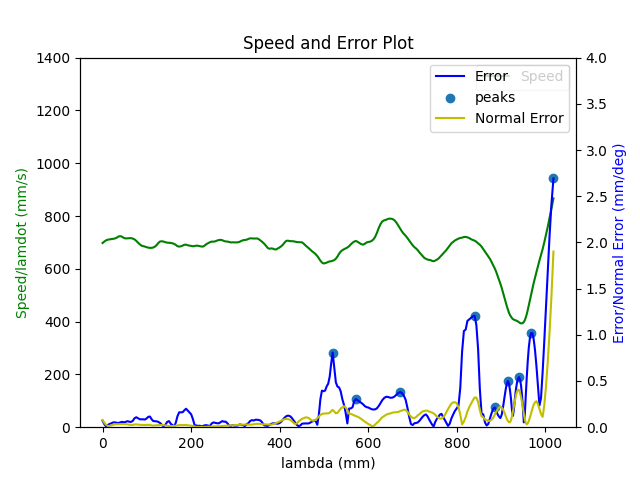 Speed and Error Plot
1400
1200
1000
800
600
400
200
0
Speed/lamdot (mm/s)
4.0
3.5
3.0
2.5
2.0
1.5
1.0
0.5
0.0
Error/Normal Error (mm/deg)
Error
Speed
peaks
Normal Error
0 200 400 600 800 1000
lambda (mm)